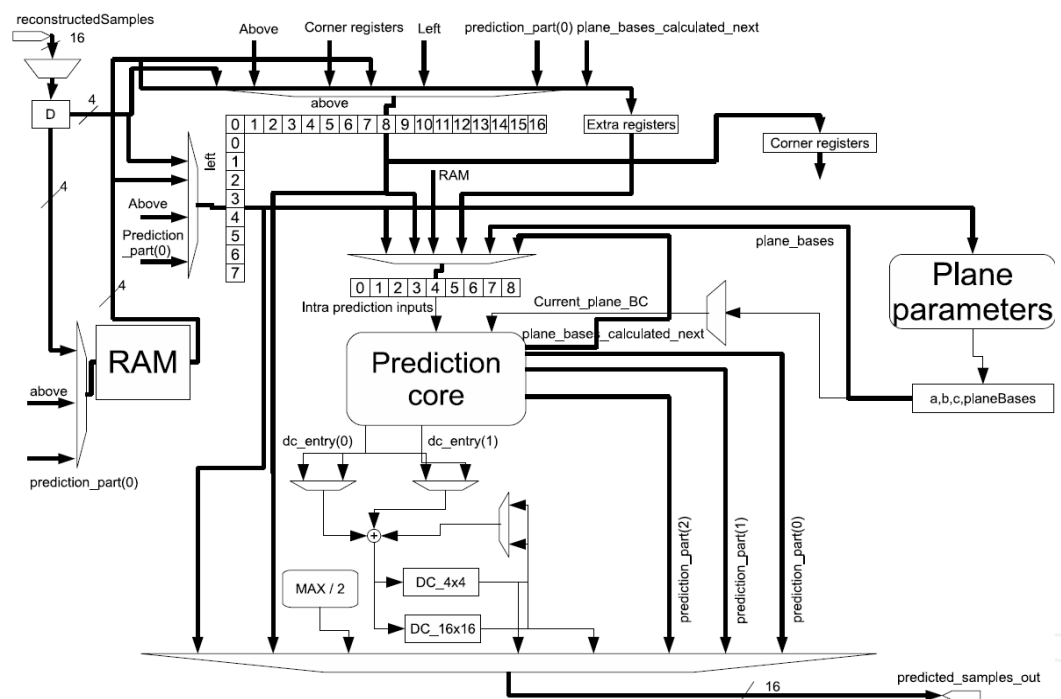 reconstructedSamples
16
Above
Corner registers
Left
prediction_part(0)
plane_bases_calculated_next
D
4
above
0 1 2 3 4 5 6 7 8 9 10 11 12 13 14 15 16
Extra registers
Corner registers
left
0
1
2
3
4
5
6
7
4
Above
Prediction
_part(0)
RAM
plane_bases
4
0 1 2 3 4 5 6 7 8
Intra prediction inputs
Current_plane_BC
Plane
parameters
plane_bases_calculated_next
RAM
Prediction
core
above
a,b,c,planeBases
prediction_part(0)
dc_entry(0)
dc_entry(1)
+
prediction_part(2)
prediction_part(1)
prediction_part(0)
MAX / 2
DC_4x4
DC_16x16
16
predicted_samples_out